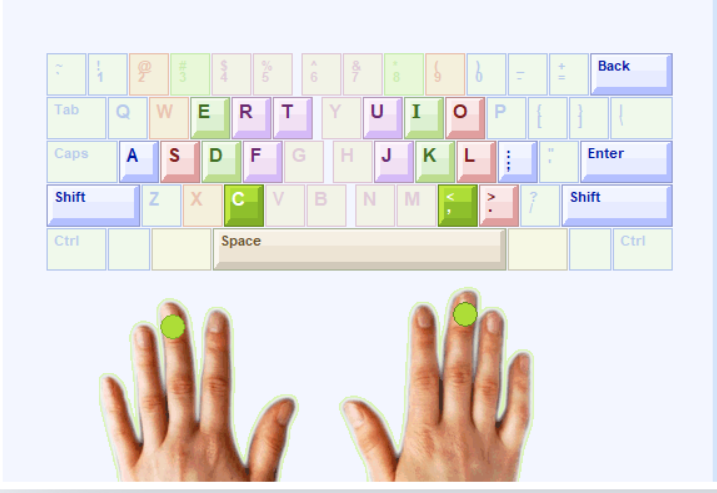 ~ ` ! 1 @ 2 # 3 $ 4 % 5 ^ 6 & 7 * 8 ( 9 ) 0 _ - + = Back
Tab Q W E R T Y U I O P { [ } ] | \
Caps A S D F G H J K L : ; " ' Enter
Shift Z X C V B N M < , > . ? / Shift
Ctrl Space Ctrl